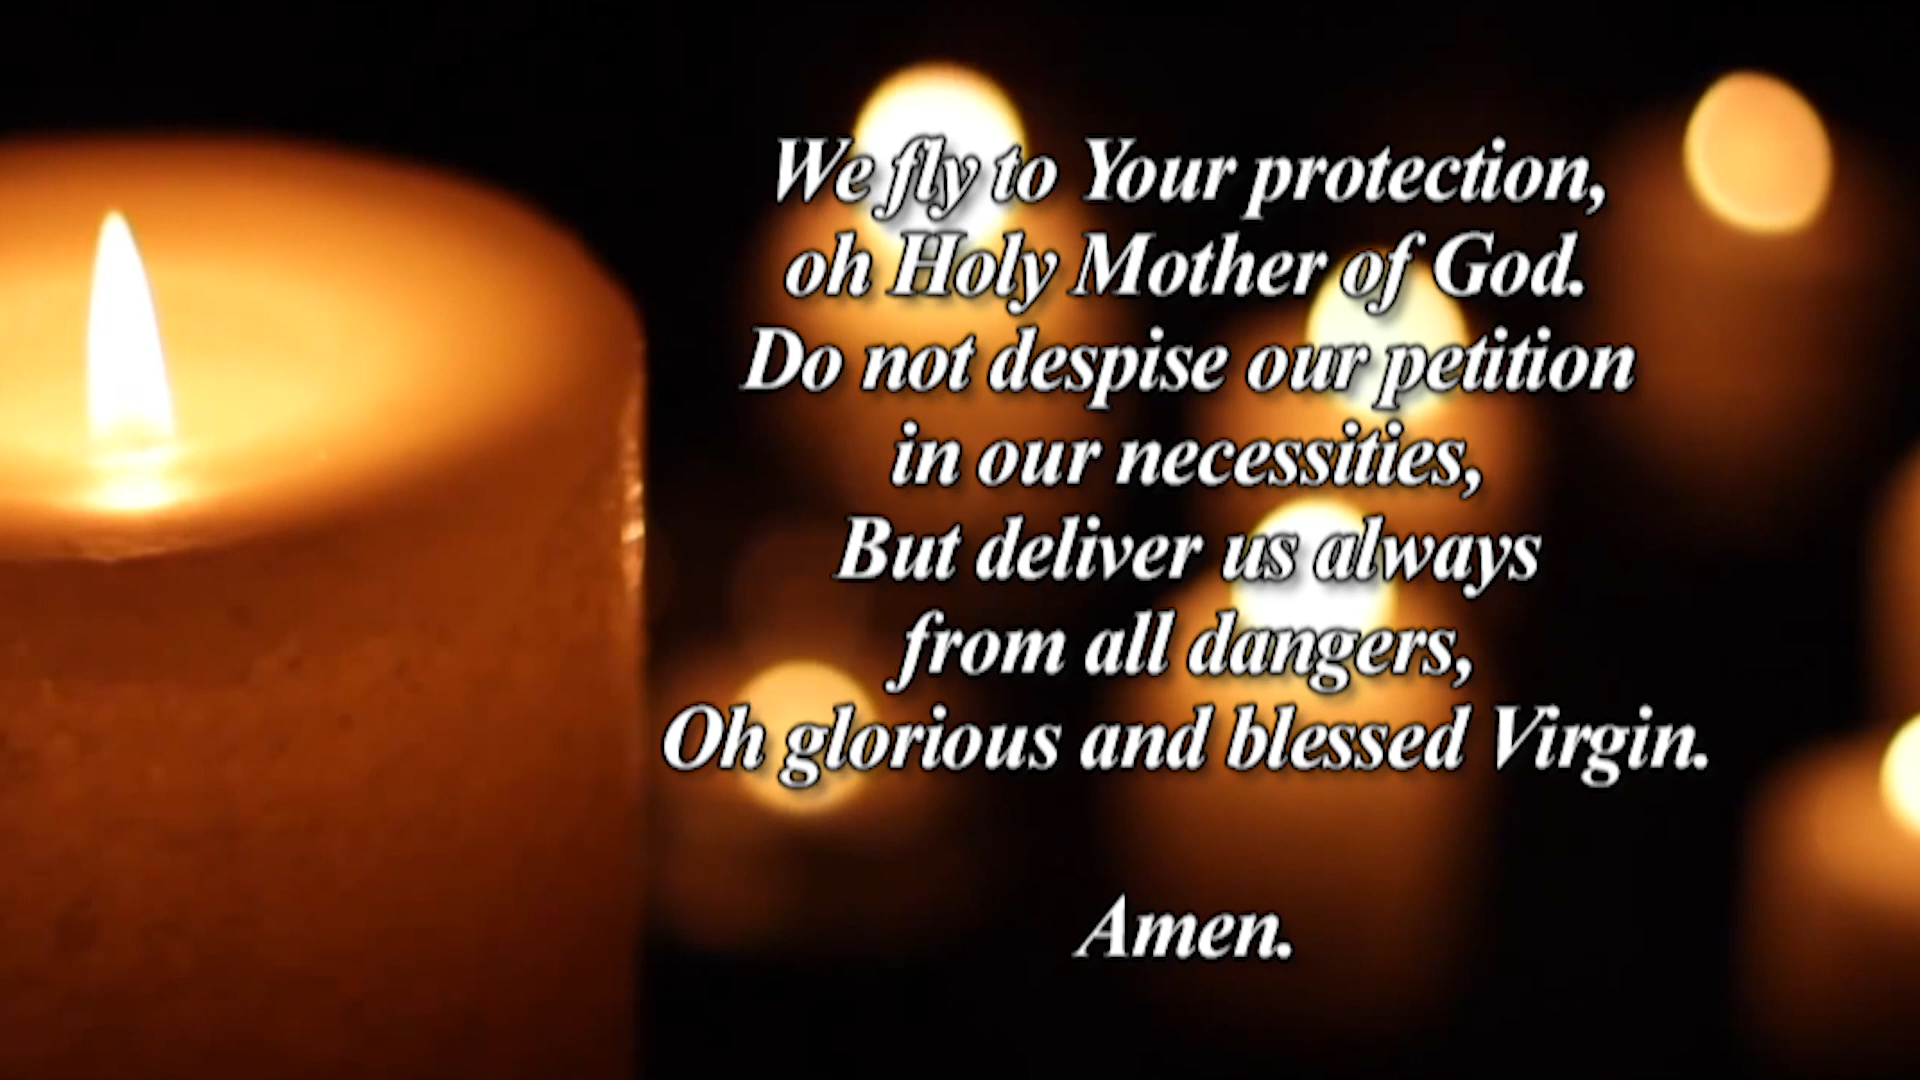 We fly to Your protection,
oh Holy Mother of God.
Do not despise our petition
in our necessities,
But deliver us always
from all dangers,
Oh glorious and blessed Virgin.
Amen.